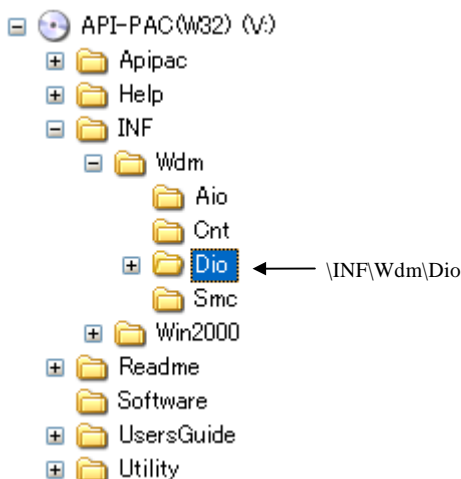 API-PAC(W32) (V:)
Apipac
Help
INF
Wdm
Aio
Cnt
Dio
\INF\Wdm\Dio
Smc
Win2000
Readme
Software
UsersGuide
Utility